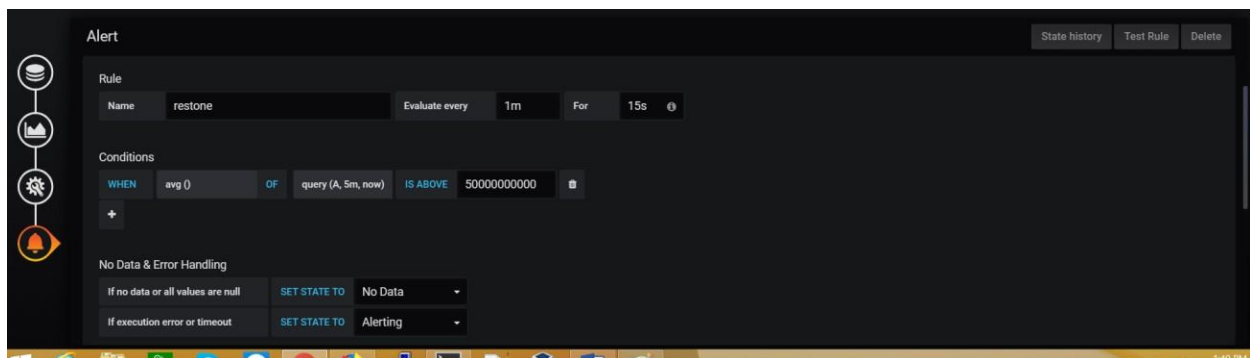 Alert State history Test Rule Delete
Rule
Name restone Evaluate every 1m For 15s
Conditions
WHEN avg () OF query (A, 5m, now) IS ABOVE 50000000000
+
No Data & Error Handling
If no data or all values are null SET STATE TO No Data
If execution error or timeout SET STATE TO Alerting